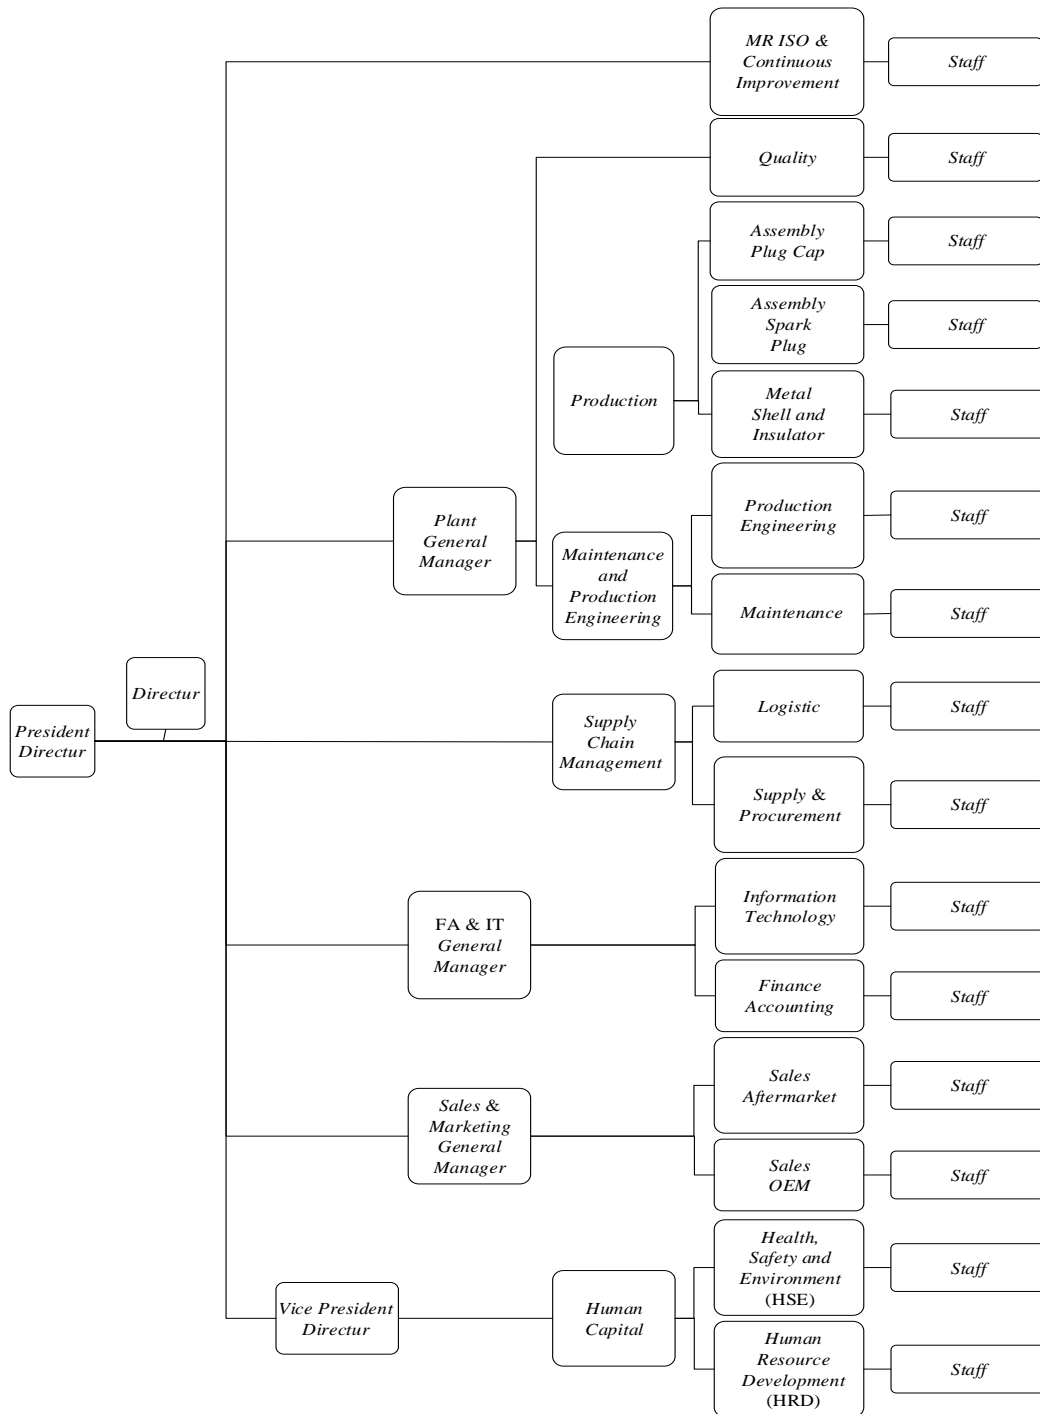 MR ISO &
Continuous
Improvement
Staff
Quality
Staff
Assembly
Plug Cap
Staff
Assembly
Spark
Plug
Staff
Production
Metal
Shell and
Insulator
Staff
Plant
General
Manager
Production
Engineering
Staff
Maintenance
and
Production
Engineering
Maintenance
Staff
President
Directur
Directur
Supply
Chain
Management
Logistic
Staff
Supply &
Procurement
Staff
FA & IT
General
Manager
Information
Technology
Staff
Finance
Accounting
Staff
Sales &
Marketing
General
Manager
Sales
Aftermarket
Staff
Sales
OEM
Staff
Vice President
Directur
Human
Capital
Health,
Safety and
Environment
(HSE)
Staff
Human
Resource
Development
(HRD)
Staff